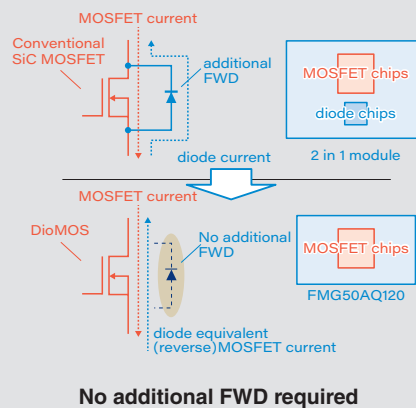 MOSFET current
Conventional
SiC MOSFET
additional
FWD
diode current
MOSFET chips
diode chips
2 in 1 module
MOSFET current
DioMOS
No additional
FWD
diode equivalent
(reverse)MOSFET current
MOSFET chips
FMG50AQ120
No additional FWD required